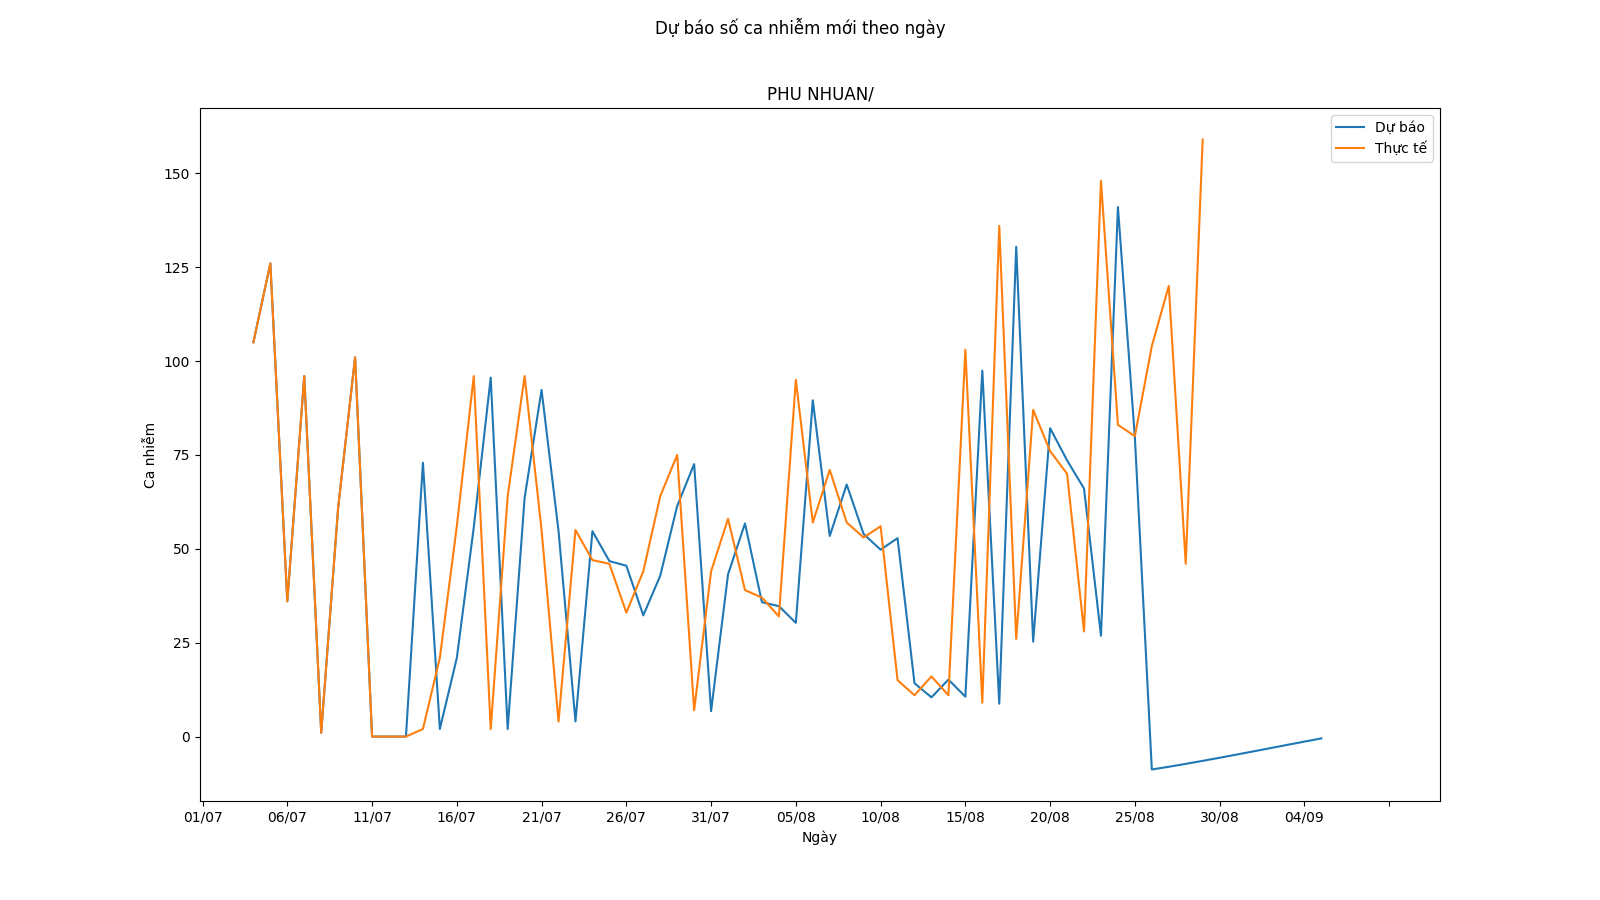 Dự báo số ca nhiễm mới theo ngày
PHU NHUAN/
Dự báo
Thực tế
150
125
100
75
50
25
0
Ca nhiễm
01/07 06/07 11/07 16/07 21/07 26/07 31/07 05/08 10/08 15/08 20/08 25/08 30/08 04/09
Ngày